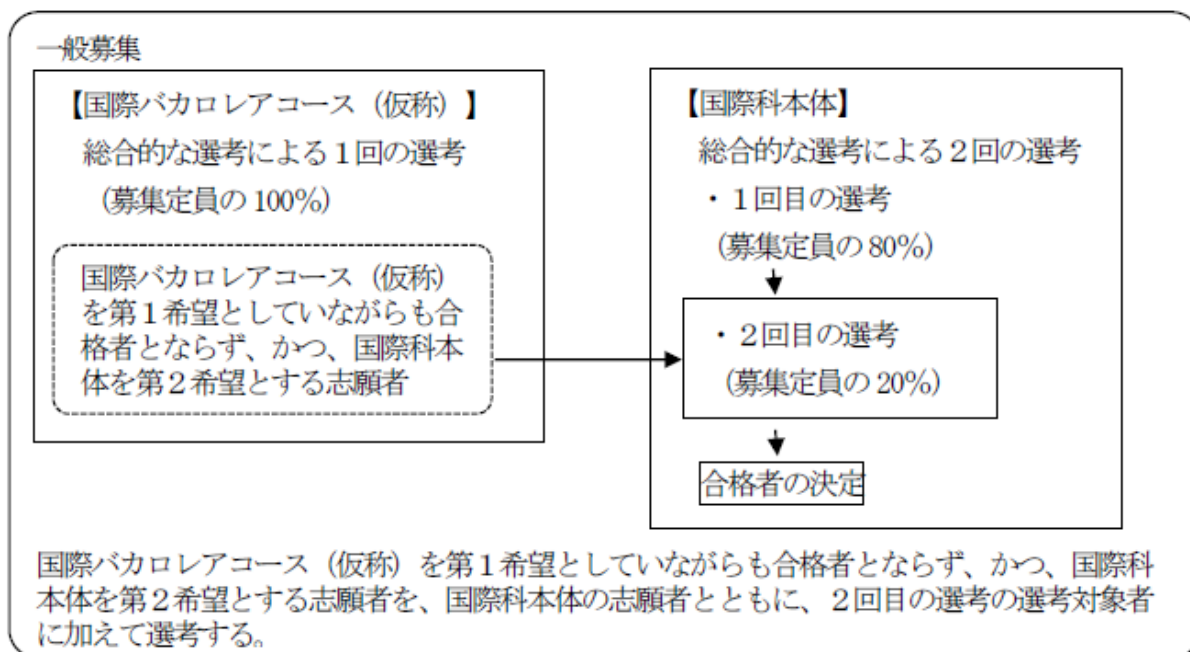 一般募集
【国際バカロレアコース（仮称）】
総合的な選考による１回の選考
（募集定員の 100％）
国際バカロレアコース（仮称）
を第１希望としていながらも合
格者とならず、かつ、国際科本
体を第２希望とする志願者
【国際科本体】
総合的な選考による２回の選考
・１回目の選考
（募集定員の 80％）
・２回目の選考
（募集定員の 20％）
合格者の決定
国際バカロレアコース（仮称）を第１希望としていながらも合格者とならず、かつ、国際科
本体を第２希望とする志願者を、国際科本体の志願者とともに、２回目の選考の選考対象者
に加えて選考する。